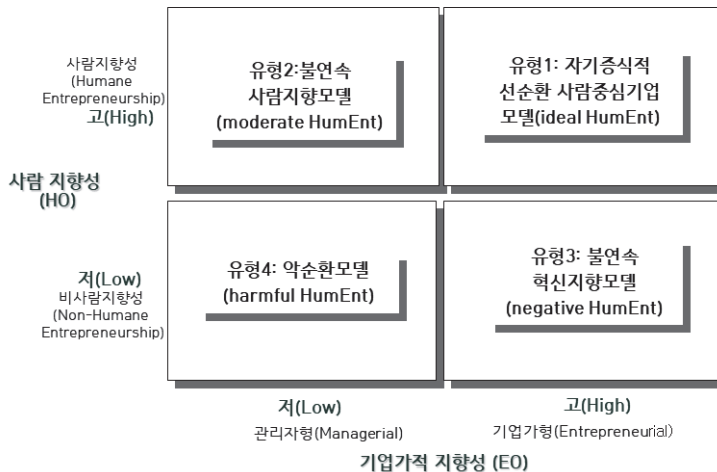 사람지향성
(Humane
Entrepreneurship)
고(High)
유형2:불연속
사람지향모델
(moderate HumEnt)
유형1: 자기증식적
선순환 사람중심기업
모델(ideal HumEnt)
사람 지향성
(HO)
저(Low)
비사람지향성
(Non-Humane
Entrepreneurship)
유형4: 악순환모델
(harmful HumEnt)
유형3: 불연속
혁신지향모델
(negative HumEnt)
저(Low)
관리자형(Managerial)
고(High)
기업가형(Entrepreneurial)
기업가적 지향성 (EO)